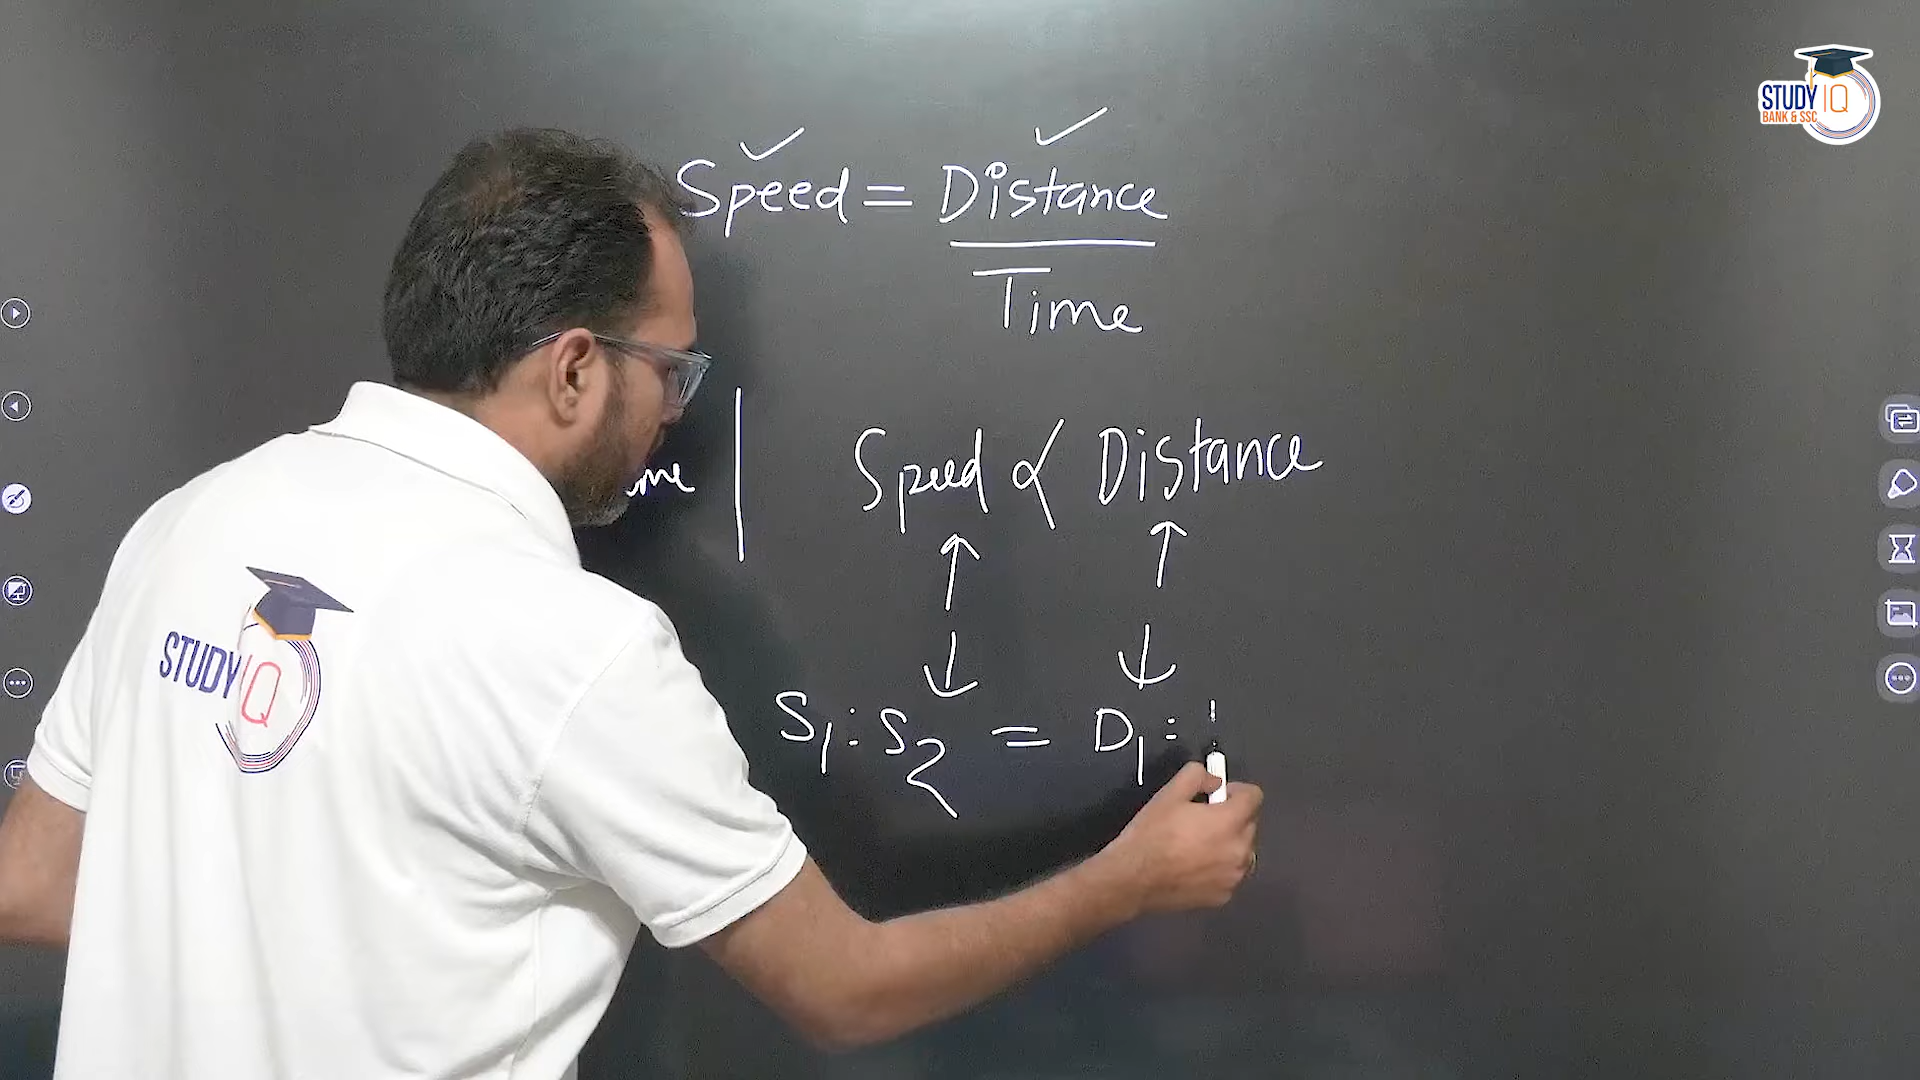 STUDY IQ
BANK & SSC
Speed = Distance
Time
Speed ∝ Distance
S1 : S2 = D1 :
STUDY IQ